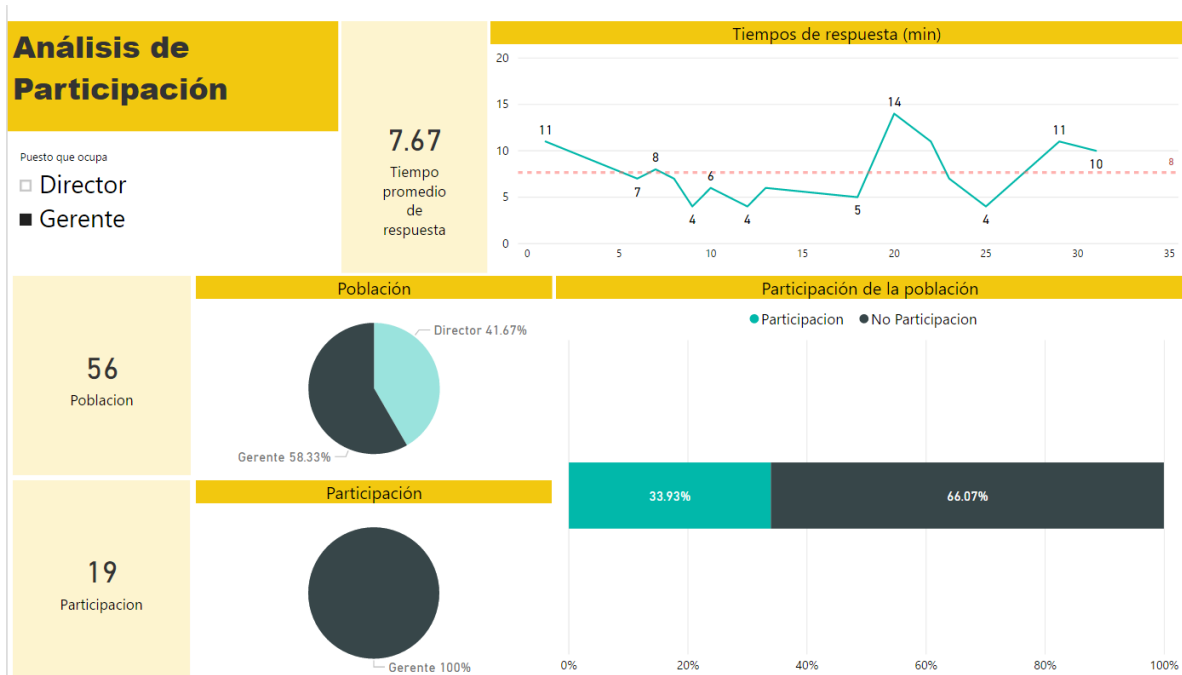 Análisis de
Participación
Puesto que ocupa
Director
Gerente
7.67
Tiempo
promedio
de
respuesta
Tiempos de respuesta (min)
20
15
10
5
0
11
7
8
4
6
4
5
14
4
11
10
8
0 5 10 15 20 25 30 35
56
Poblacion
Población
Director 41.67%
Gerente 58.33%
19
Participacion
Participación
Gerente 100%
Participación de la población
Participacion No Participacion
33.93% 66.07%
0% 20% 40% 60% 80% 100%